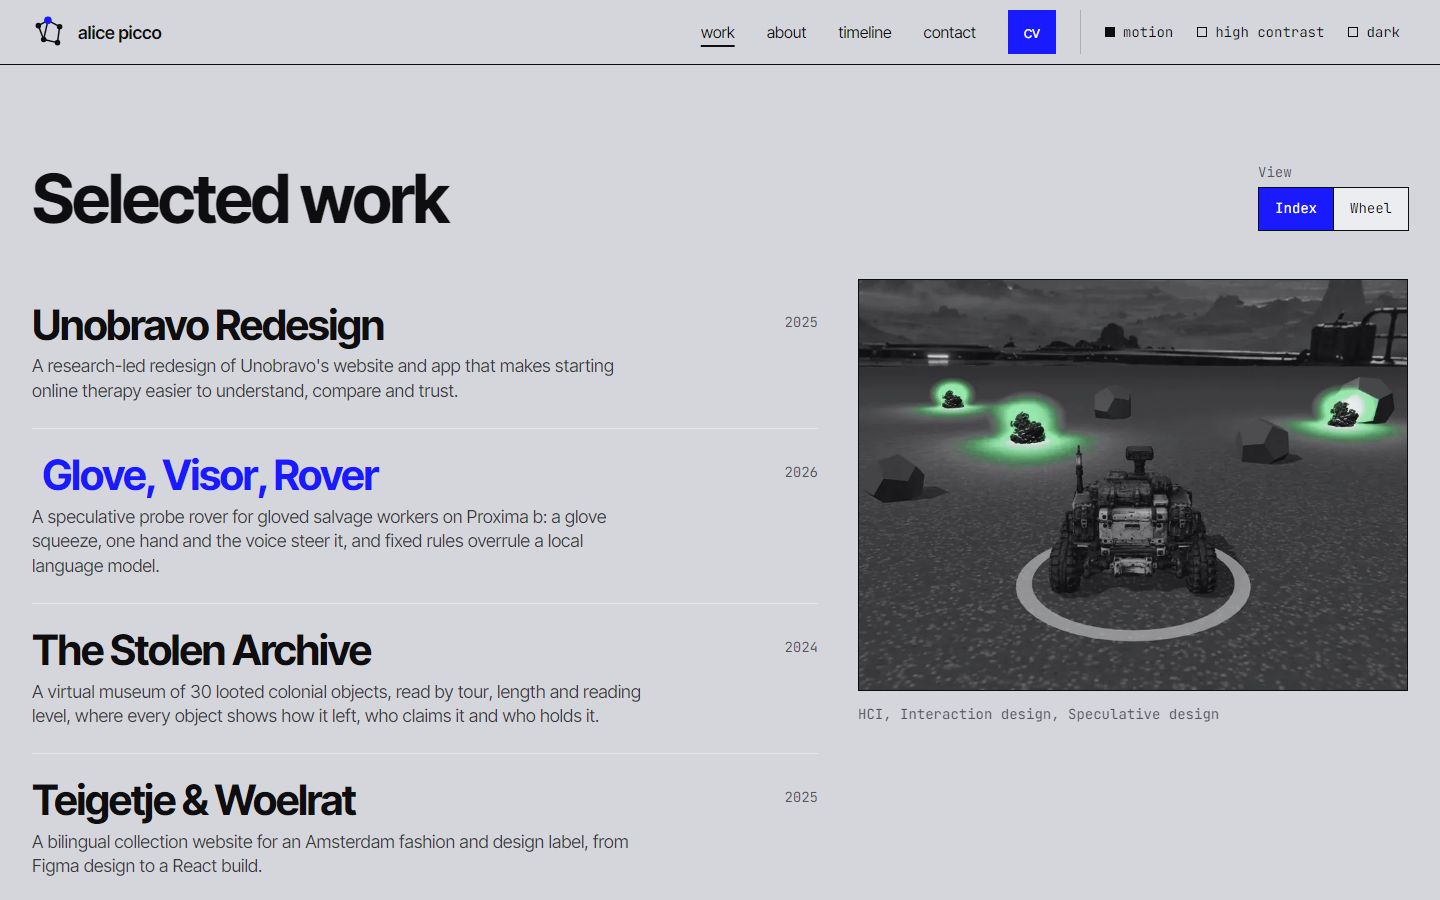 alice picco
work
about
timeline
contact
cv
motion
high contrast
dark
Selected work
View
Index
Wheel
Unobravo Redesign
2025
A research-led redesign of Unobravo's website and app that makes starting
online therapy easier to understand, compare and trust.
Glove, Visor, Rover
2026
A speculative probe rover for gloved salvage workers on Proxima b: a glove
squeeze, one hand and the voice steer it, and fixed rules overrule a local
language model.
The Stolen Archive
2024
A virtual museum of 30 looted colonial objects, read by tour, length and reading
level, where every object shows how it left, who claims it and who holds it.
Teigetje & Woelrat
2025
A bilingual collection website for an Amsterdam fashion and design label, from
Figma design to a React build.
HCI, Interaction design, Speculative design